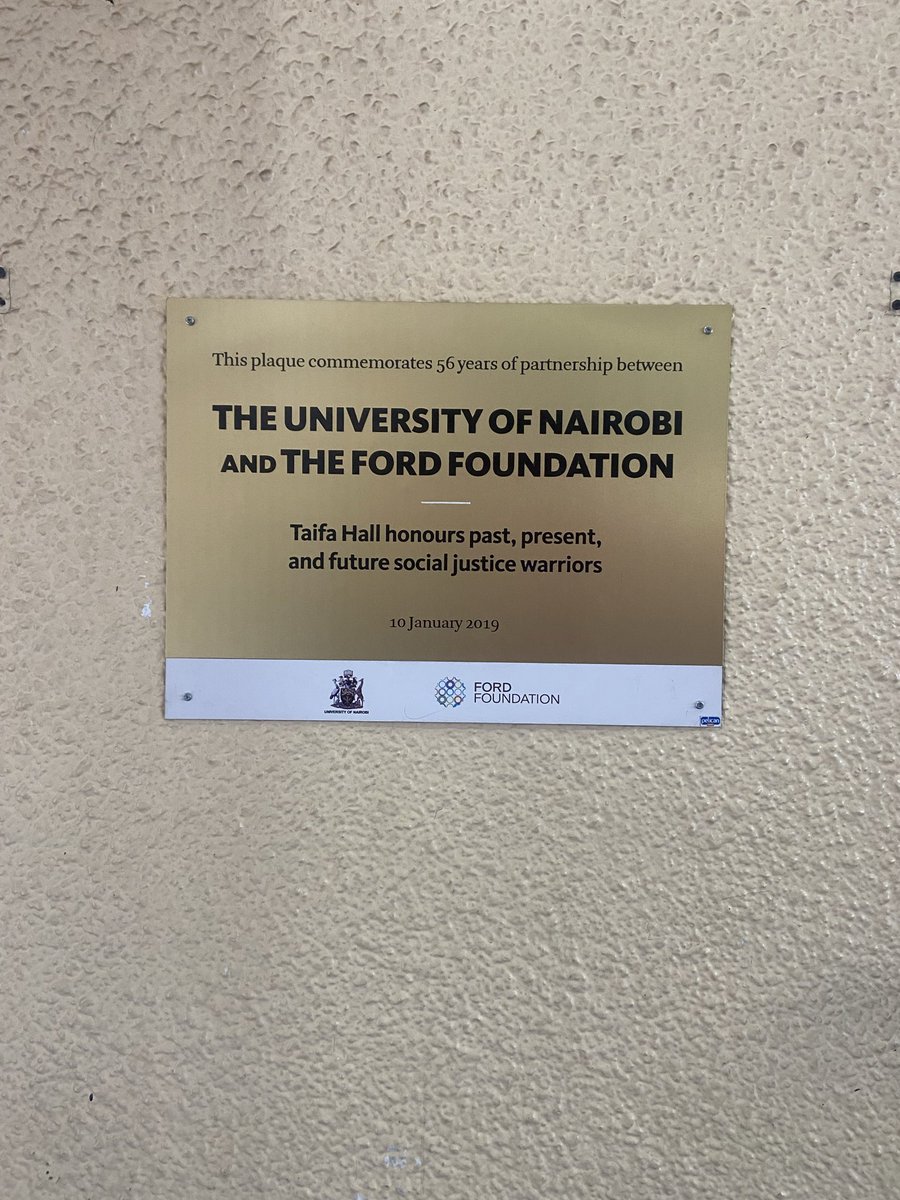 This plaque commemorates 56 years of partnership between
THE UNIVERSITY OF NAIROBI
AND THE FORD FOUNDATION
Taifa Hall honours past, present,
and future social justice warriors
10 January 2019
UNIVERSITY OF NAIROBI
FORD
FOUNDATION
pelican